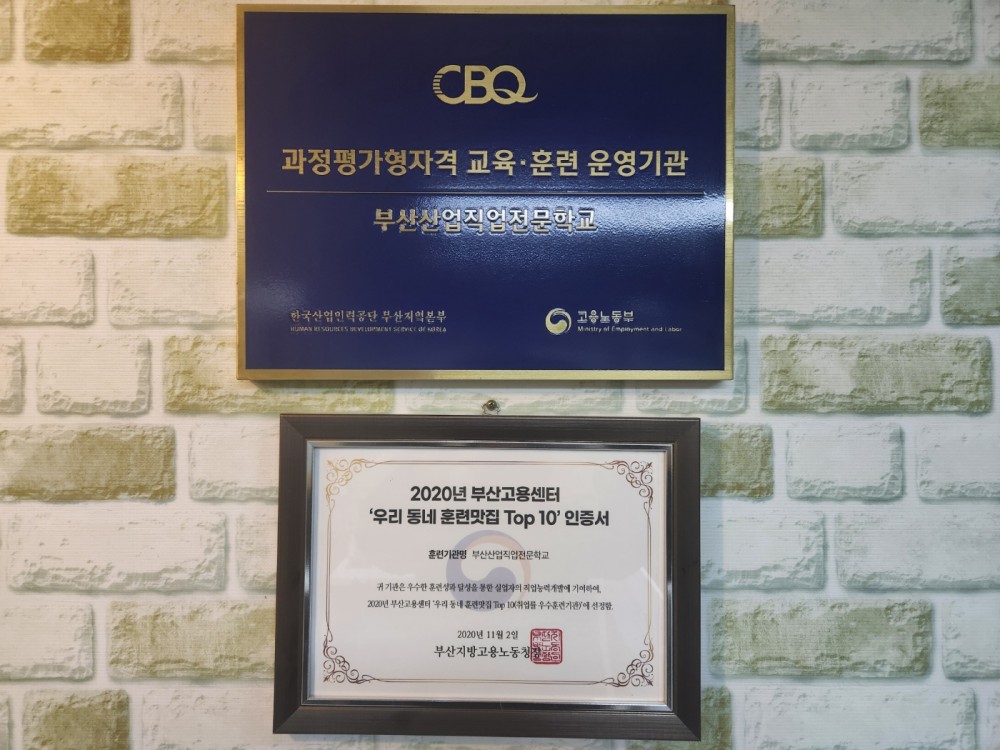 CBQ
과정평가형자격 교육·훈련 운영기관
부산산업직업전문학교
한국산업인력공단 부산지역본부
HUMAN RESOURCES DEVELOPMENT SERVICE OF KOREA
고용노동부
Ministry of Employment and Labor
2020년 부산고용센터
‘우리 동네 훈련맛집 Top 10’ 인증서
훈련기관명 부산산업직업전문학교
귀 기관은 우수한 훈련성과 달성을 통한 실업자의 직업능력개발에 기여하여,
2020년 부산고용센터 ‘우리 동네 훈련맛집 Top 10(취업률 우수훈련기관)’에 선정함.
2020년 11월 2일
부산지방고용노동청장